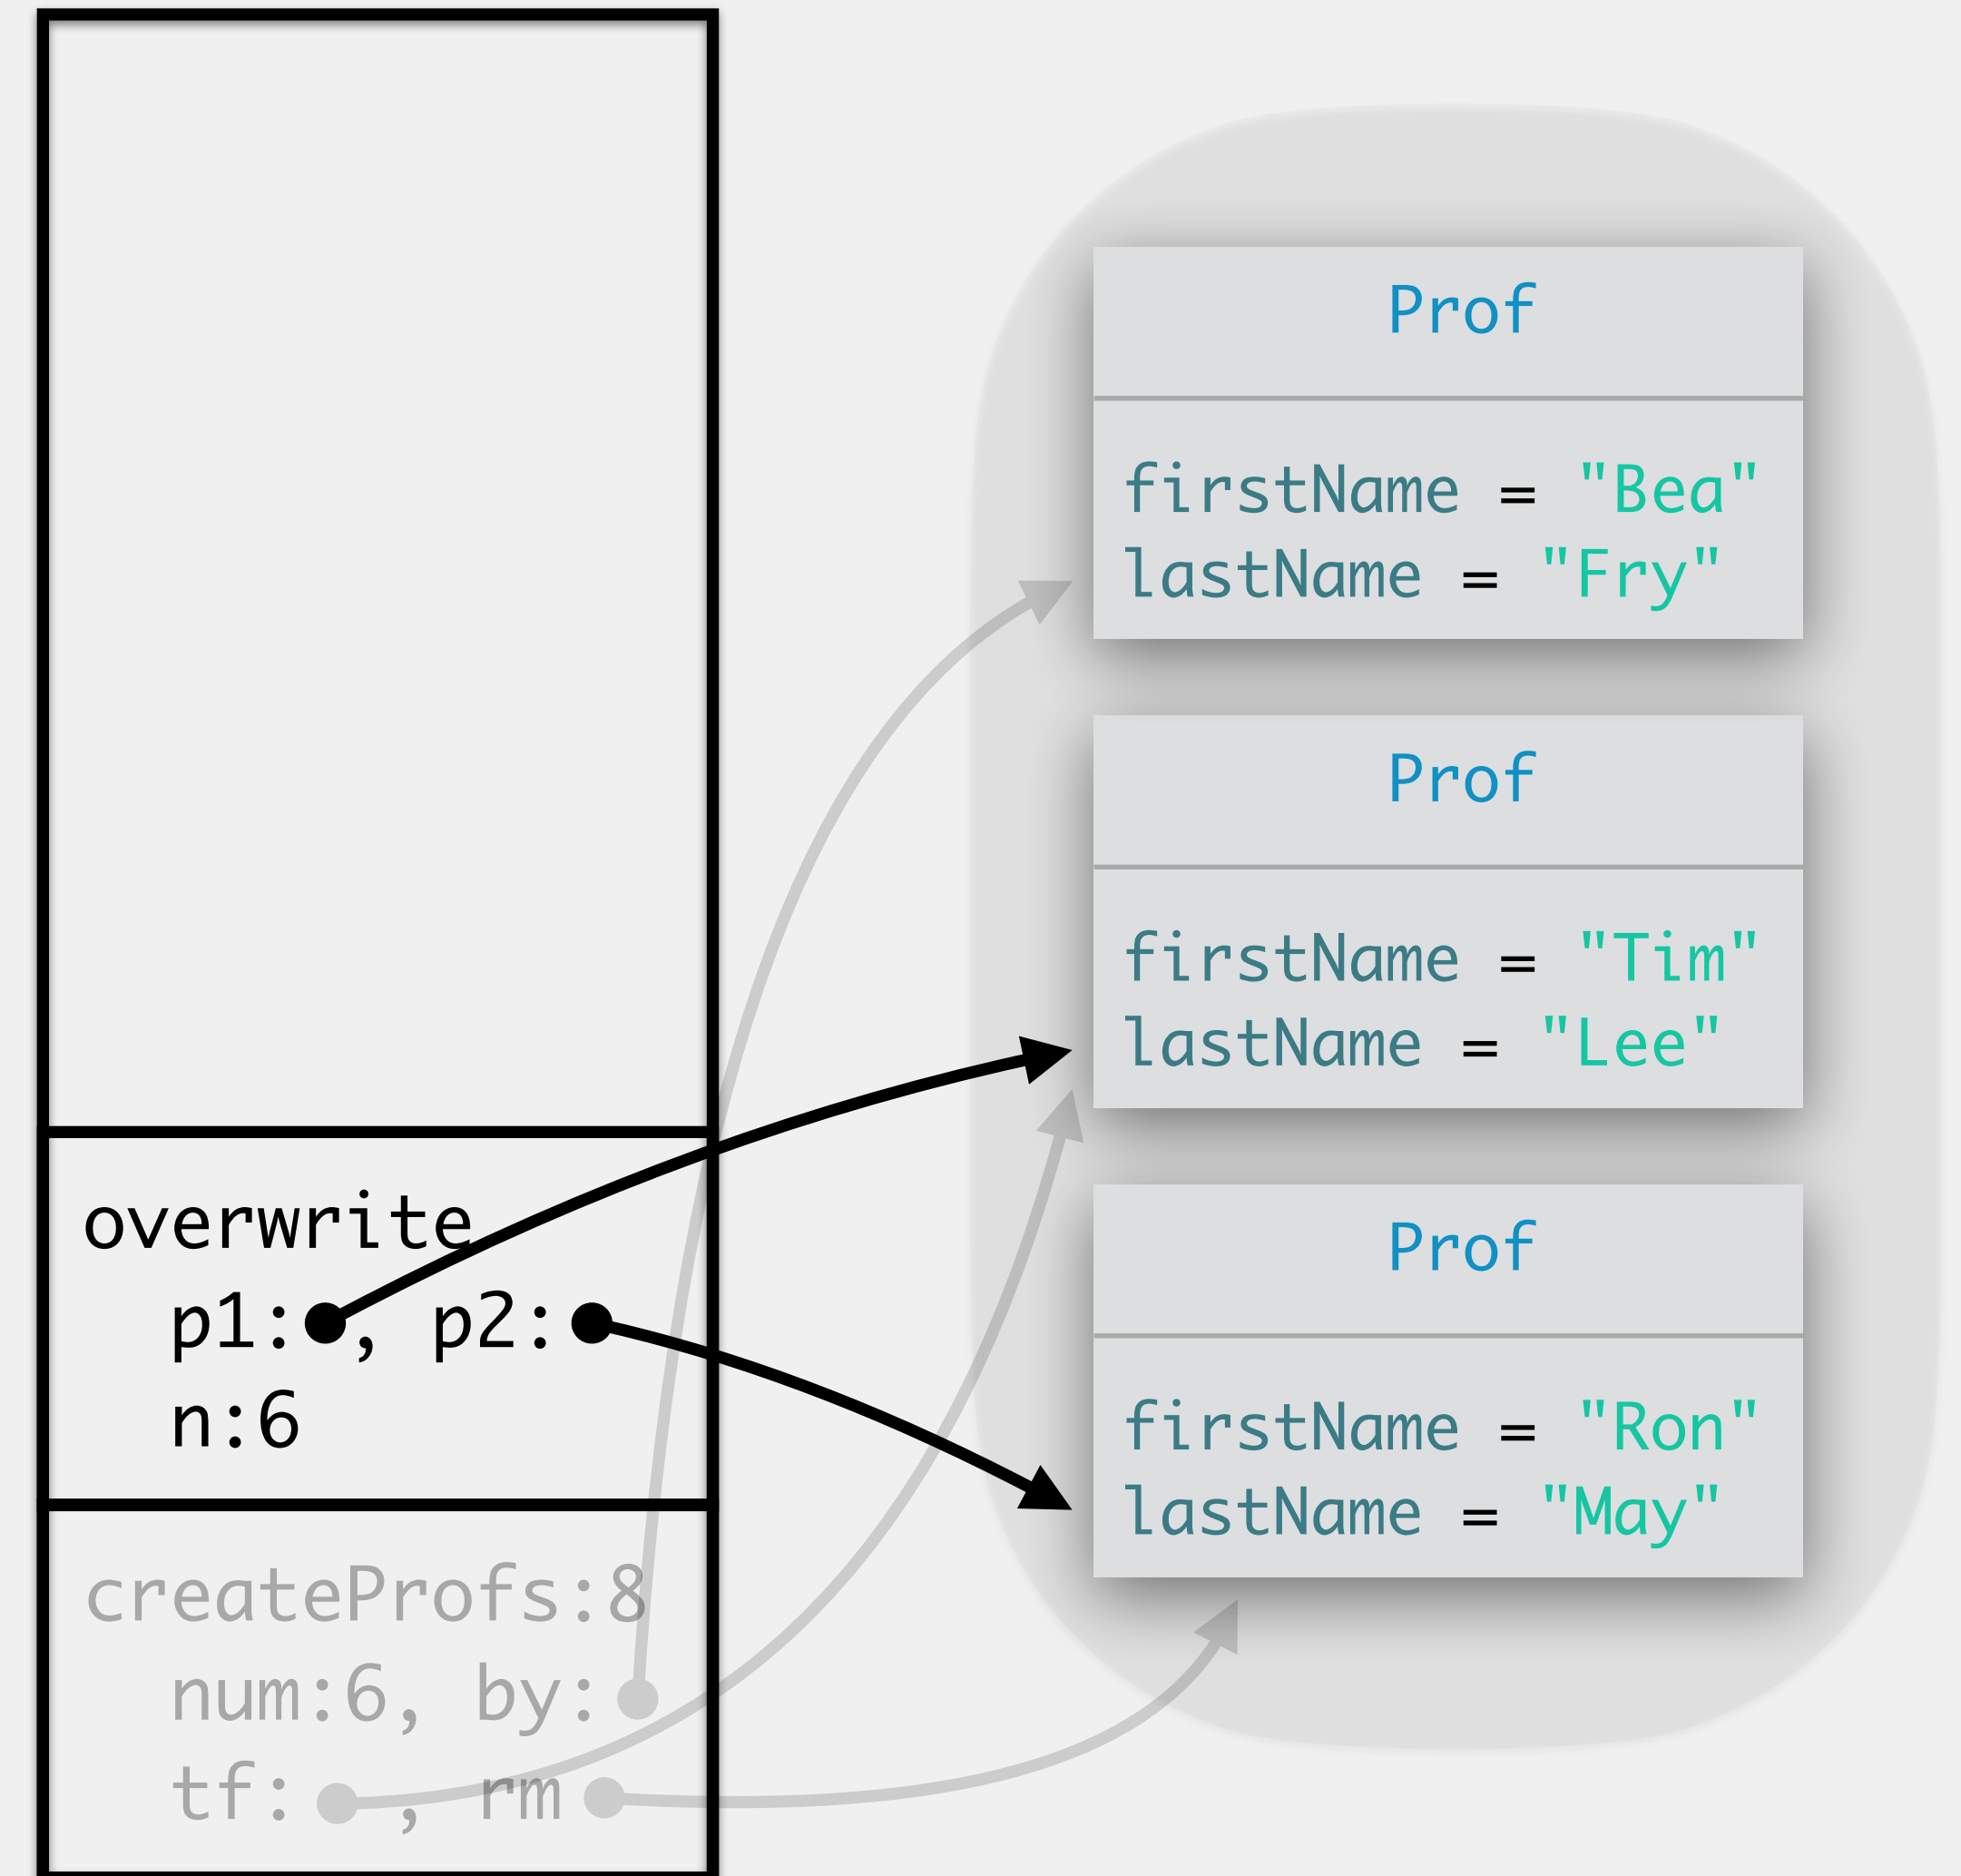 overwrite
p1: , p2:
n:6
createProfs:8
num:6, by:
tf: , rm
Prof
firstName = "Bea"
lastName = "Fry"
Prof
firstName = "Tim"
lastName = "Lee"
Prof
firstName = "Ron"
lastName = "May"